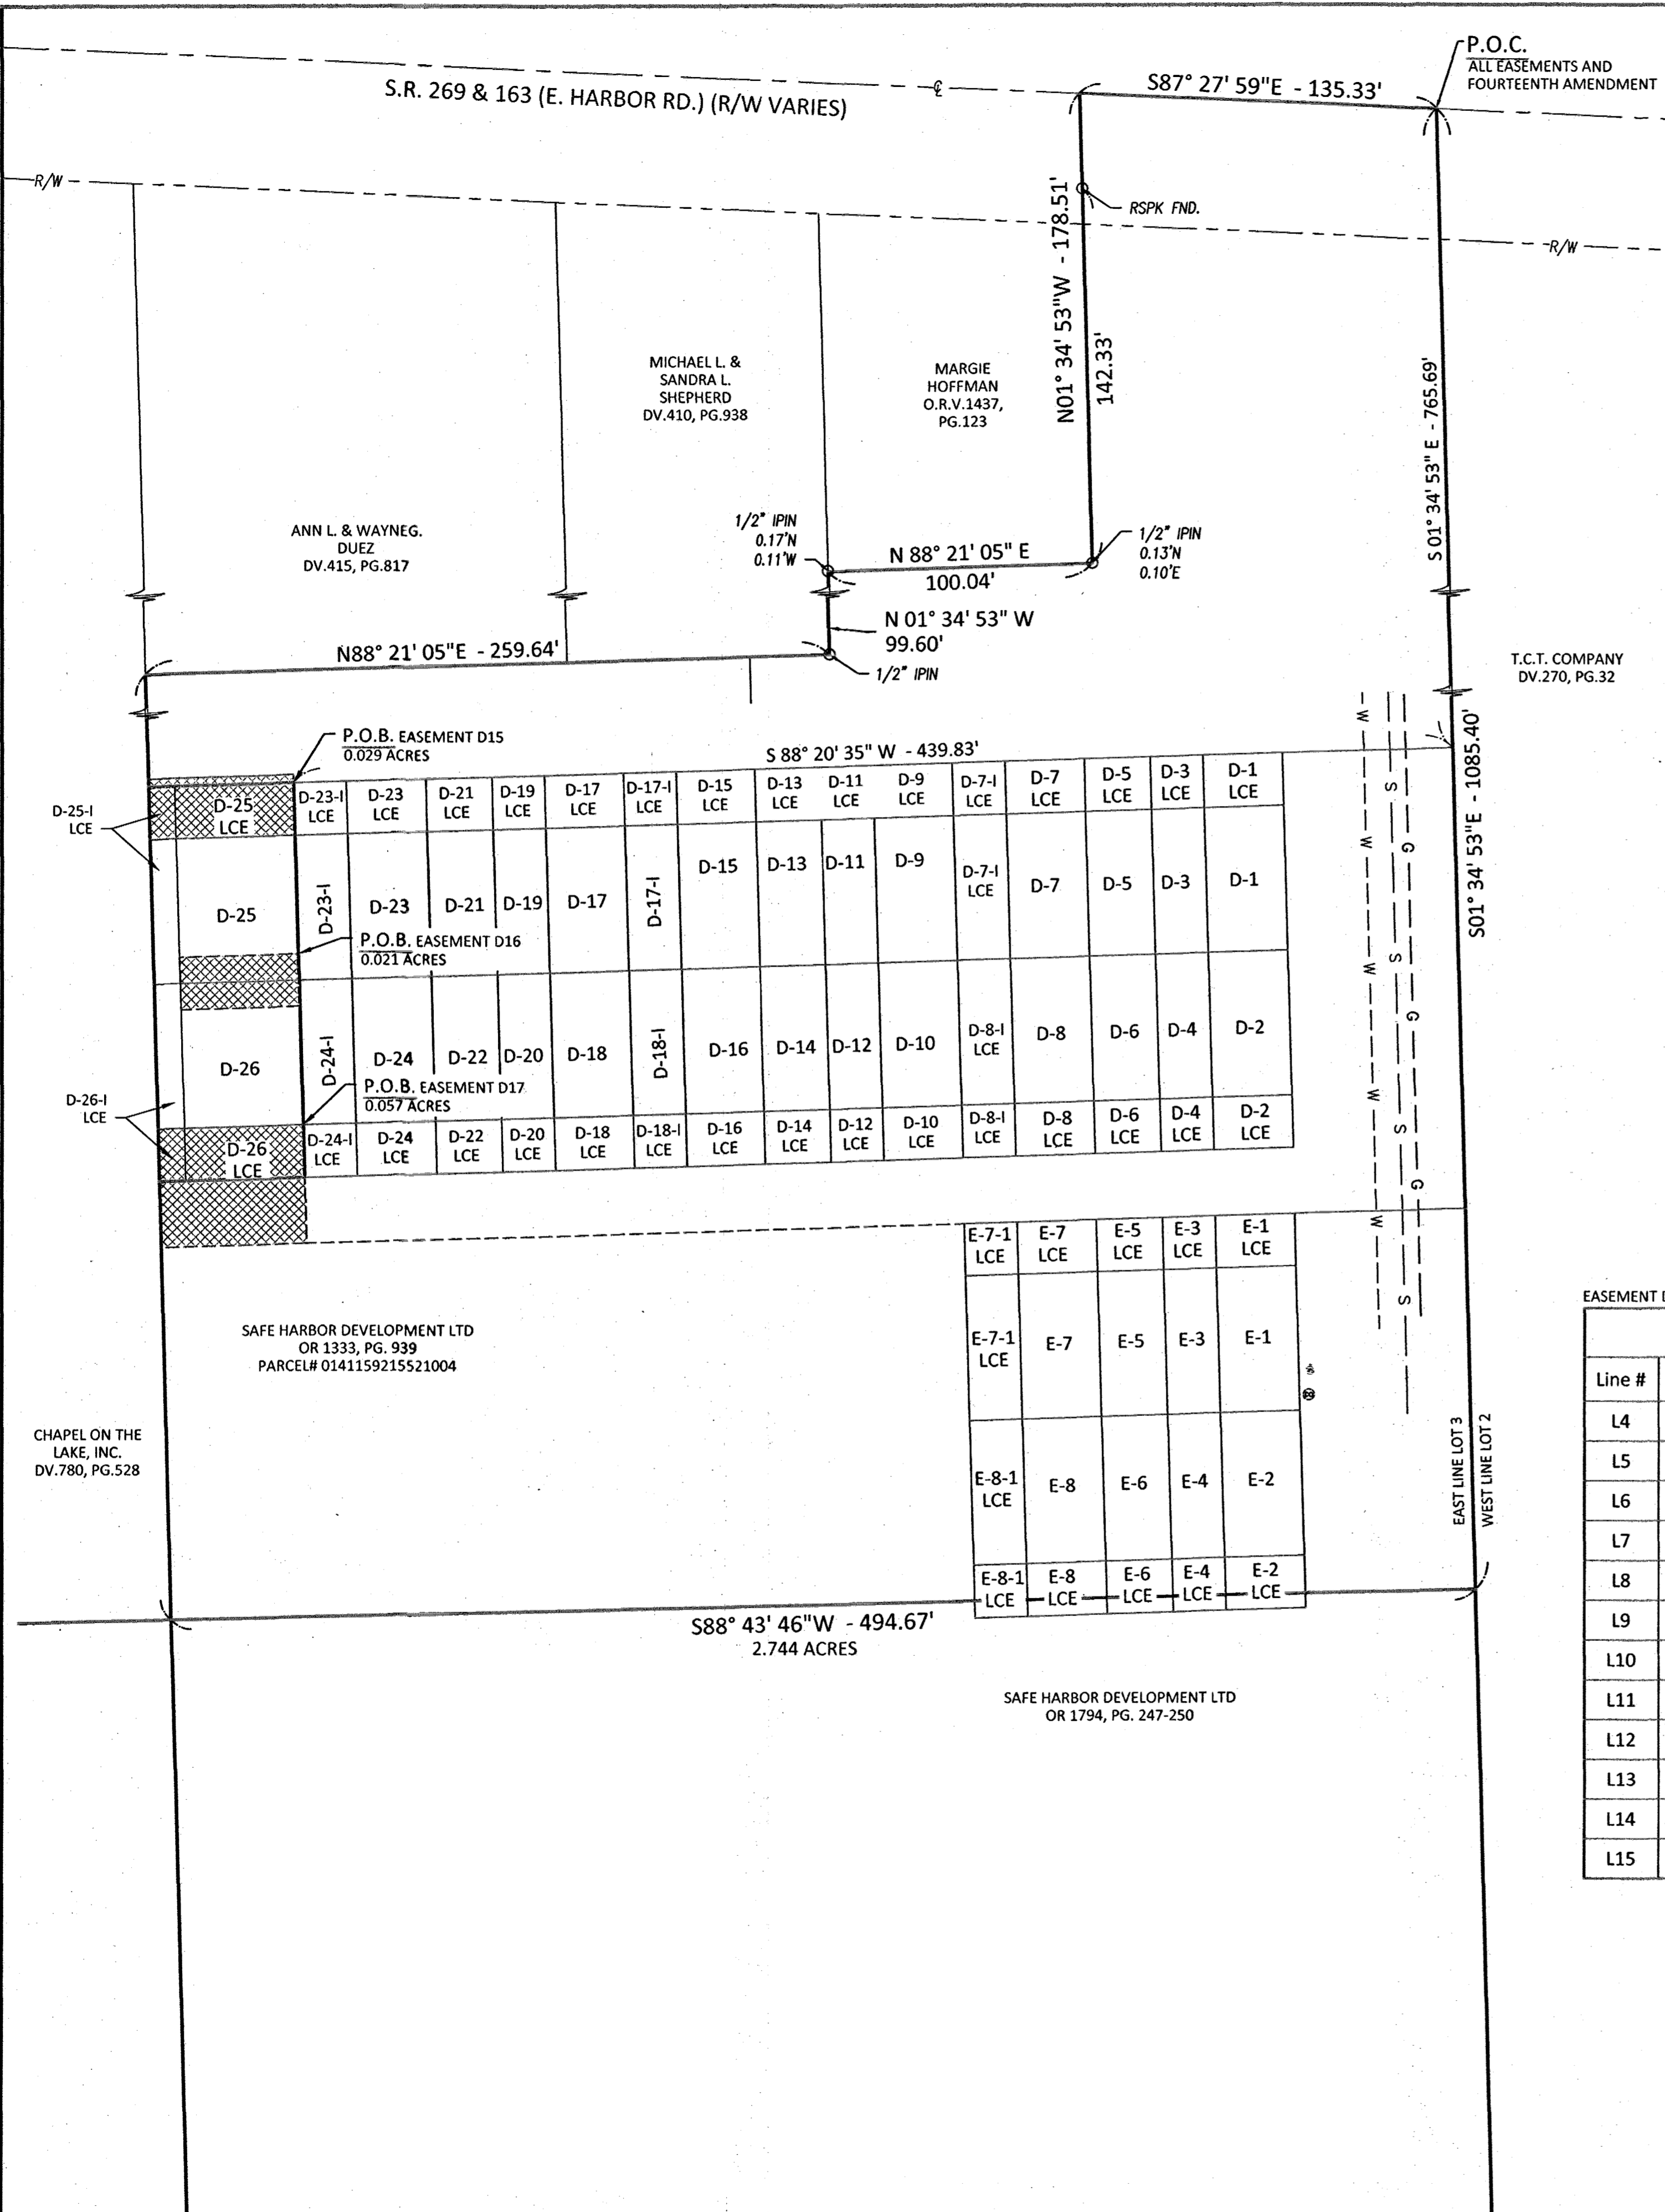 P.O.C.
ALL EASEMENTS AND
FOURTEENTH AMENDMENT
S87° 27' 59"E - 135.33'
S.R. 269 & 163 (E. HARBOR RD.) (R/W VARIES)
R/W
RSPK FND.
R/W
N01° 34' 53"W - 178.51'
142.33'
S 01° 34' 53" E - 765.69'
MICHAEL L. &
SANDRA L.
SHEPHERD
DV.410, PG.938
MARGIE
HOFFMAN
O.R.V.1437,
PG.123
ANN L. & WAYNEG.
DUEZ
DV.415, PG.817
1/2" IPIN
0.17'N
0.11'W
N 88° 21' 05" E
100.04'
1/2" IPIN
0.13'N
0.10'E
N 01° 34' 53" W
99.60'
N88° 21' 05"E - 259.64'
1/2" IPIN
T.C.T. COMPANY
DV.270, PG.32
S01° 34' 53"E - 1085.40'
P.O.B. EASEMENT D15
0.029 ACRES
S 88° 20' 35" W - 439.83'
D-25-I
LCE
D-25
LCE
D-23-I
LCE
D-23
LCE
D-21
LCE
D-19
LCE
D-17
LCE
D-17-I
LCE
D-15
LCE
D-13
LCE
D-11
LCE
D-9
LCE
D-7-I
LCE
D-7
LCE
D-5
LCE
D-3
LCE
D-1
LCE
D-25
D-23-I
D-23
D-21
D-19
D-17
D-17-I
D-15
D-13
D-11
D-9
D-7-I
LCE
D-7
D-5
D-3
D-1
P.O.B. EASEMENT D16
0.021 ACRES
D-26
D-24-I
D-24
D-22
D-20
D-18
D-18-I
D-16
D-14
D-12
D-10
D-8-I
LCE
D-8
D-6
D-4
D-2
P.O.B. EASEMENT D17
0.057 ACRES
D-26-I
LCE
D-26
LCE
D-24-I
LCE
D-24
LCE
D-22
LCE
D-20
LCE
D-18
LCE
D-18-I
LCE
D-16
LCE
D-14
LCE
D-12
LCE
D-10
LCE
D-8-I
LCE
D-8
LCE
D-6
LCE
D-4
LCE
D-2
LCE
W
W
W
W
W
S
S
S
S
G
G
G
E-7-1
LCE
E-7
LCE
E-5
LCE
E-3
LCE
E-1
LCE
E-7-1
LCE
E-7
E-5
E-3
E-1
E-8-1
LCE
E-8
E-6
E-4
E-2
E-8-1
LCE
E-8
LCE
E-6
LCE
E-4
LCE
E-2
LCE
SAFE HARBOR DEVELOPMENT LTD
OR 1333, PG. 939
PARCEL# 0141159215521004
CHAPEL ON THE
LAKE, INC.
DV.780, PG.528
EAST LINE LOT 3
WEST LINE LOT 2
S88° 43' 46"W - 494.67'
2.744 ACRES
SAFE HARBOR DEVELOPMENT LTD
OR 1794, PG. 247-250
EASEMENT
Line #
L4
L5
L6
L7
L8
L9
L10
L11
L12
L13
L14
L15